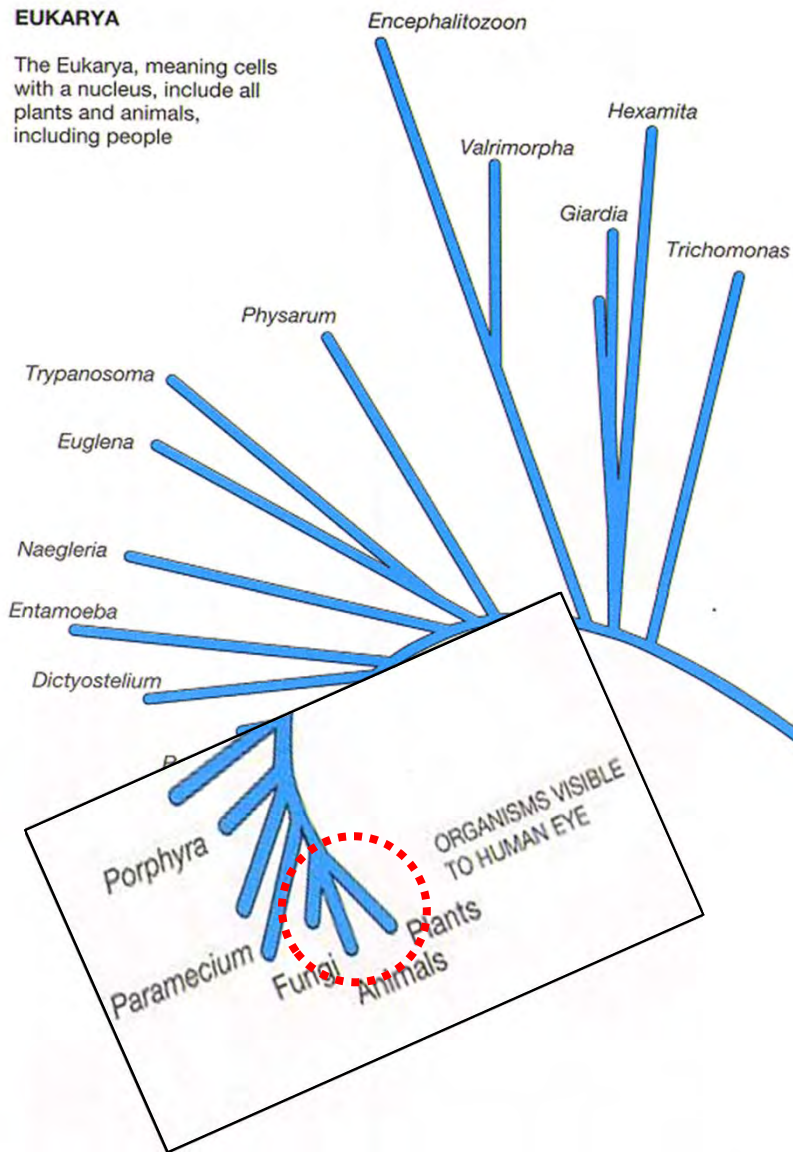 EUKARYA
The Eukarya, meaning cells
with a nucleus, include all
plants and animals,
including people
Encephalitozoon
Hexamita
Valrimorpha
Giardia
Trichomonas
Physarum
Trypanosoma
Euglena
Naegleria
Entamoeba
Dictyostelium
Porphyra
ORGANISMS VISIBLE
TO HUMAN EYE
Paramecium
Fungi
Animals
Plants